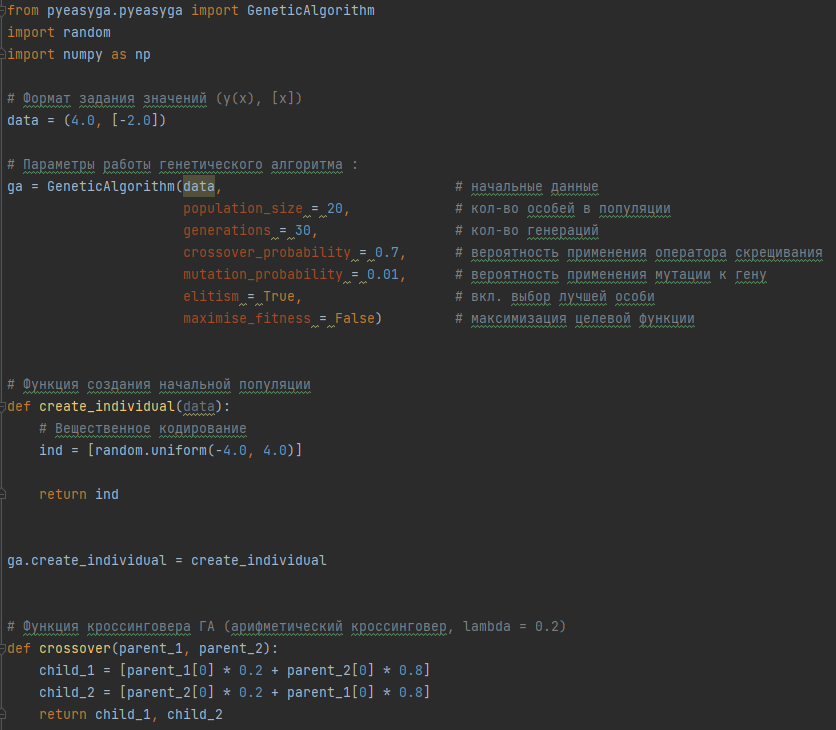 from pyeasyga.pyeasyga import GeneticAlgorithm
import random
import numpy as np
# Формат задания значений (y(x), [x])
data = (4.0, [-2.0])
# Параметры работы генетического алгоритма :
ga = GeneticAlgorithm(data, # начальные данные
population_size = 20, # кол-во особей в популяции
generations = 30, # кол-во генераций
crossover_probability = 0.7, # вероятность применения оператора скрещивания
mutation_probability = 0.01, # вероятность применения мутации к гену
elitism = True, # вкл. выбор лучшей особи
maximise_fitness = False) # максимизация целевой функции
# Функция создания начальной популяции
def create_individual(data):
# Вещественное кодирование
ind = [random.uniform(-4.0, 4.0)]
return ind
ga.create_individual = create_individual
# Функция кроссинговера ГА (арифметический кроссинговер, lambda = 0.2)
def crossover(parent_1, parent_2):
child_1 = [parent_1[0] * 0.2 + parent_2[0] * 0.8]
child_2 = [parent_2[0] * 0.2 + parent_1[0] * 0.8]
return child_1, child_2